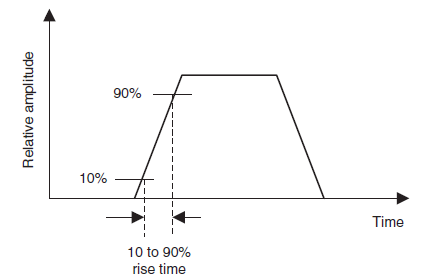 Relative amplitude
90%
10%
Time
10 to 90%
rise time